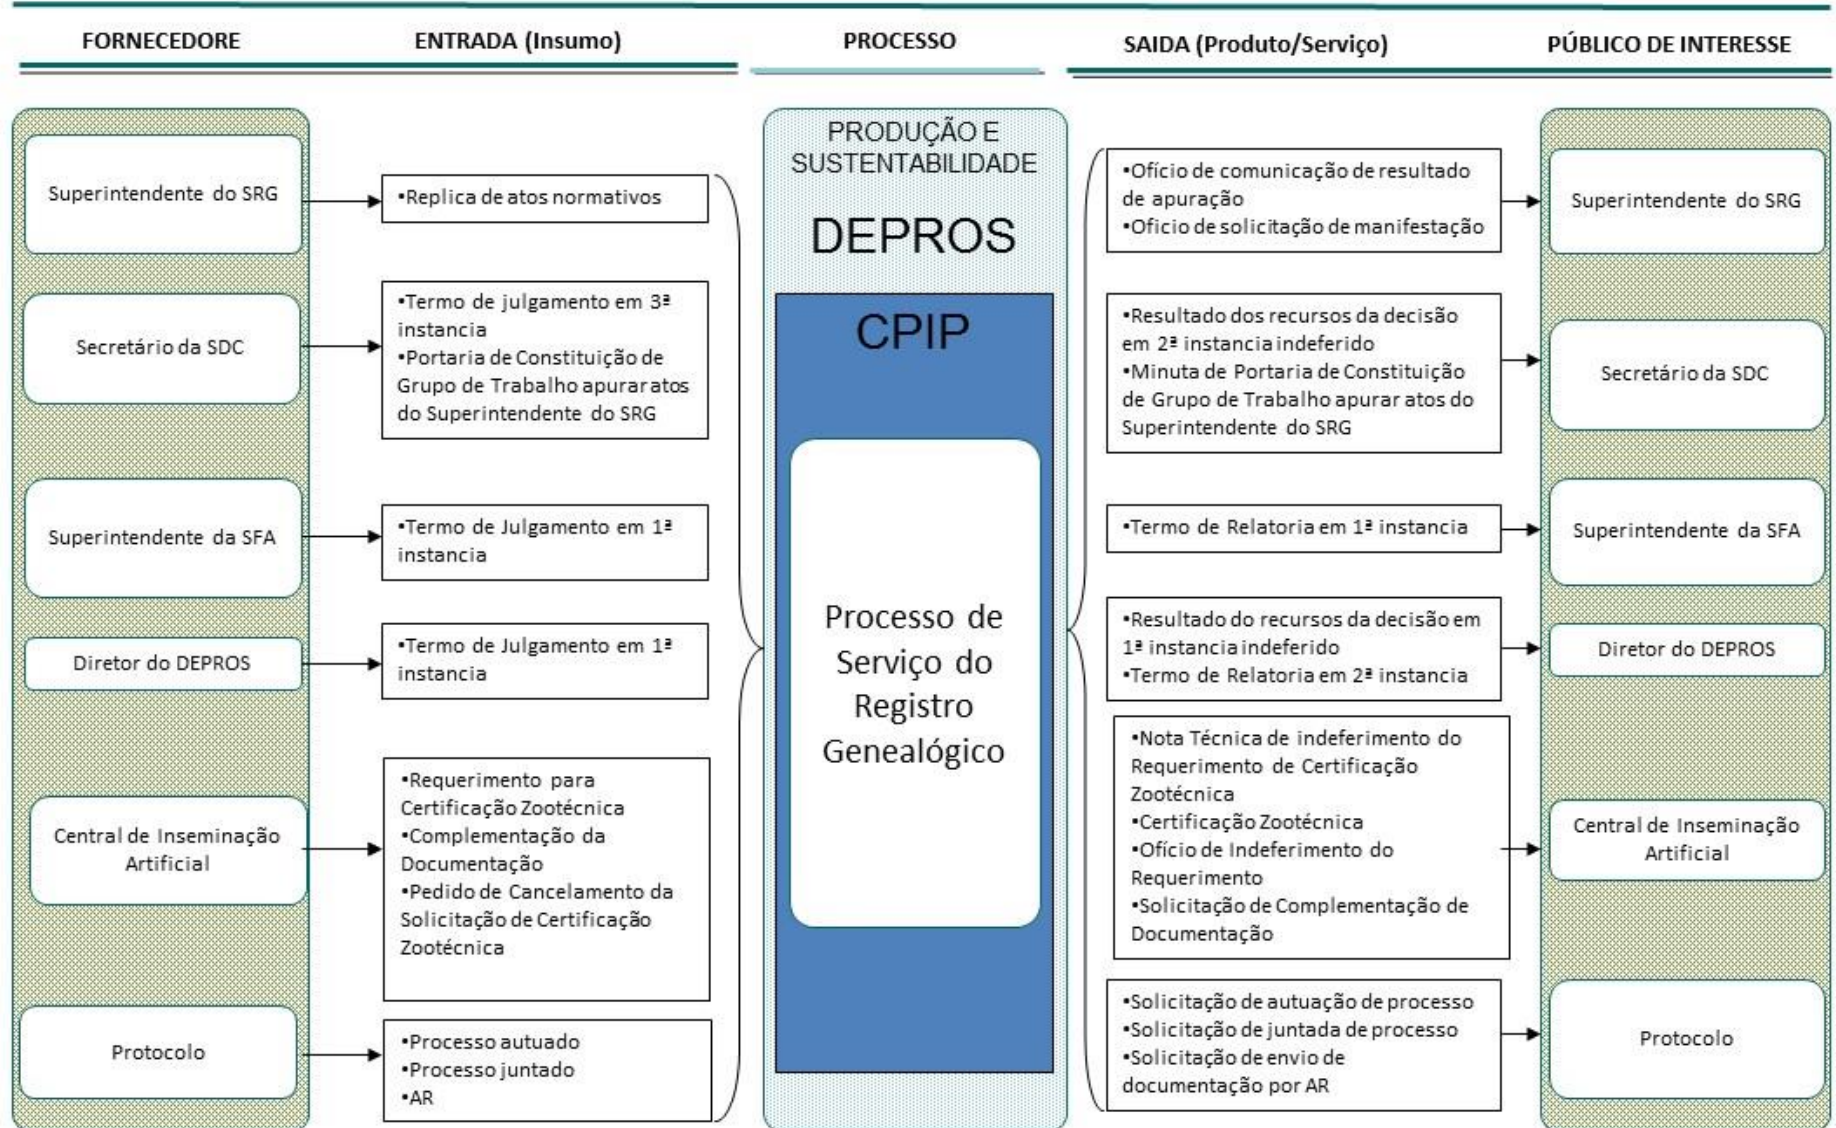 FORNECEDORE
ENTRADA (Insumo)
PROCESSO
SAIDA (Produto/Serviço)
PÚBLICO DE INTERESSE
Superintendente do SRG
Secretário da SDC
Superintendente da SFA
Diretor do DEPROS
Central de Inseminação
Artificial
Protocolo
•Replica de atos normativos
•Termo de julgamento em 3ª
instancia
•Portaria de Constituição de
Grupo de Trabalho apurar atos
do Superintendente do SRG
•Termo de Julgamento em 1ª
instancia
•Termo de Julgamento em 1ª
instancia
•Requerimento para
Certificação Zootécnica
•Complementação da
Documentação
•Pedido de Cancelamento da
Solicitação de Certificação
Zootécnica
•Processo autuado
•Processo juntado
•AR
PRODUÇÃO E
SUSTENTABILIDADE
DEPROS
CPIP
Processo de
Serviço do
Registro
Genealógico
•Ofício de comunicação de resultado
de apuração
•Oficio de solicitação de manifestação
•Resultado dos recursos da decisão
em 2ª instancia indeferido
•Minuta de Portaria de Constituição
de Grupo de Trabalho apurar atos do
Superintendente do SRG
•Termo de Relatoria em 1ª instancia
•Resultado do recursos da decisão em
1ª instancia indeferido
•Termo de Relatoria em 2ª instancia
•Nota Técnica de indeferimento do
Requerimento de Certificação
Zootécnica
•Certificação Zootécnica
•Ofício de Indeferimento do
Requerimento
•Solicitação de Complementação de
Documentação
•Solicitação de autuação de processo
•Solicitação de juntada de processo
•Solicitação de envio de
documentação por AR
Superintendente do SRG
Secretário da SDC
Superintendente da SFA
Diretor do DEPROS
Central de Inseminação
Artificial
Protocolo